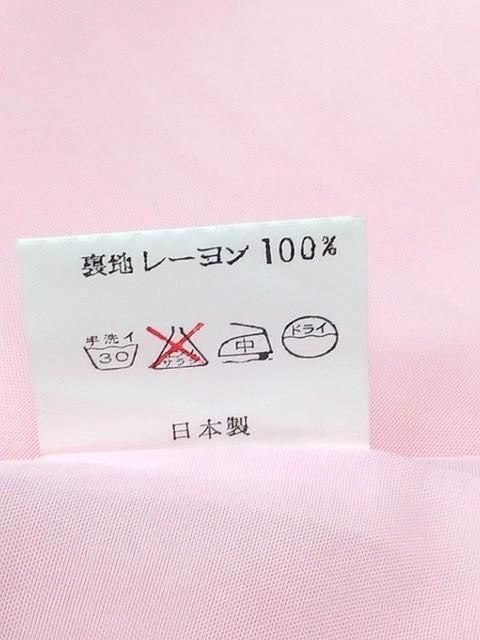 裏地 レーヨン 100%
手洗イ 30 エンソ サラシ 中 ドライ
日本製